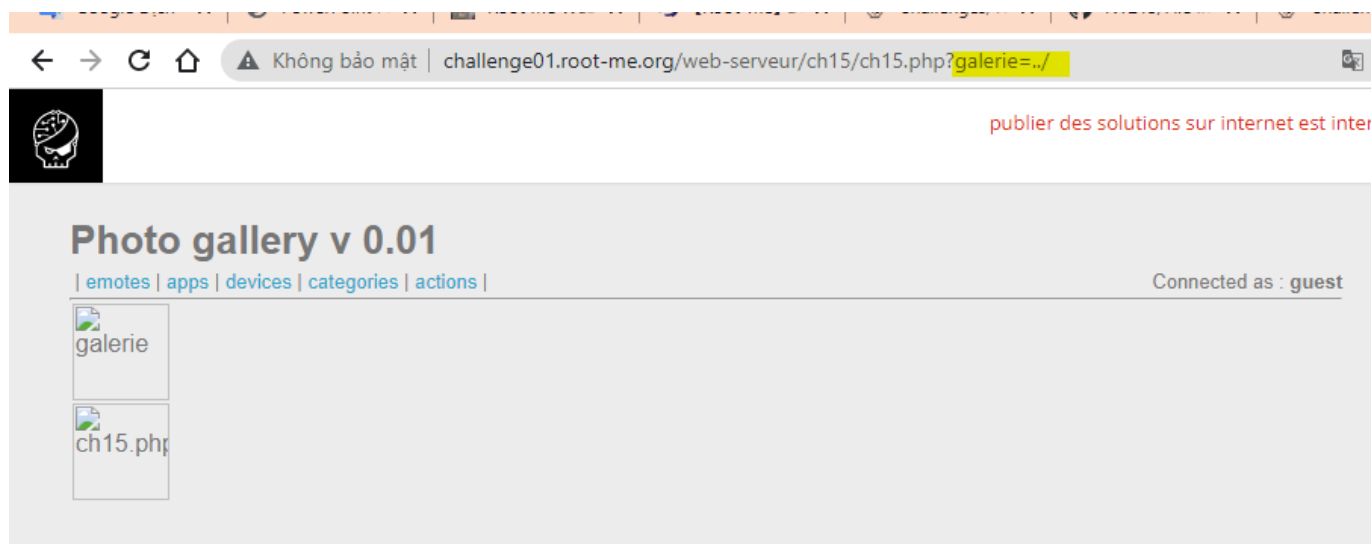 Không bảo mật | challenge01.root-me.org/web-serveur/ch15/ch15.php?galerie=../
publier des solutions sur internet est
Photo gallery v 0.01
| emotes | apps | devices | categories | actions |
Connected as : guest
galerie
ch15.php